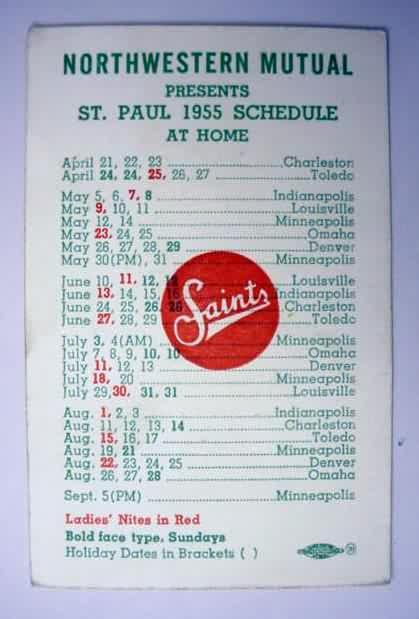 NORTHWESTERN MUTUAL
PRESENTS
ST. PAUL 1955 SCHEDULE
AT HOME
April 21, 22, 23 ........ Charleston
April 24, 24, 25, 26, 27 ........ Toledo
May 5, 6, 7, 8 ........ Indianapolis
May 9, 10, 11 ........ Louisville
May 12, 14 ........ Minneapolis
May 23, 24, 25 ........ Omaha
May 26, 27, 28, 29 ........ Denver
May 30(PM), 31 ........ Minneapolis
June 10, 11, 12, 12 ........ Louisville
June 13, 14, 15, 16 ........ Indianapolis
June 24, 25, 26, 26 ........ Charleston
June 27, 28, 29 ........ Toledo
Saints
July 3, 4(AM) ........ Minneapolis
July 7, 8, 9, 10, 10 ........ Omaha
July 11, 12, 13 ........ Denver
July 18, 20 ........ Minneapolis
July 29, 30, 31, 31 ........ Louisville
Aug. 1, 2, 3 ........ Indianapolis
Aug. 11, 12, 13, 14 ........ Charleston
Aug. 15, 16, 17 ........ Toledo
Aug. 19, 21 ........ Minneapolis
Aug. 22, 23, 24, 25 ........ Denver
Aug. 26, 27, 28 ........ Omaha
Sept. 5(PM) ........ Minneapolis
Ladies' Nites in Red
Bold face type, Sundays
Holiday Dates in Brackets ( )